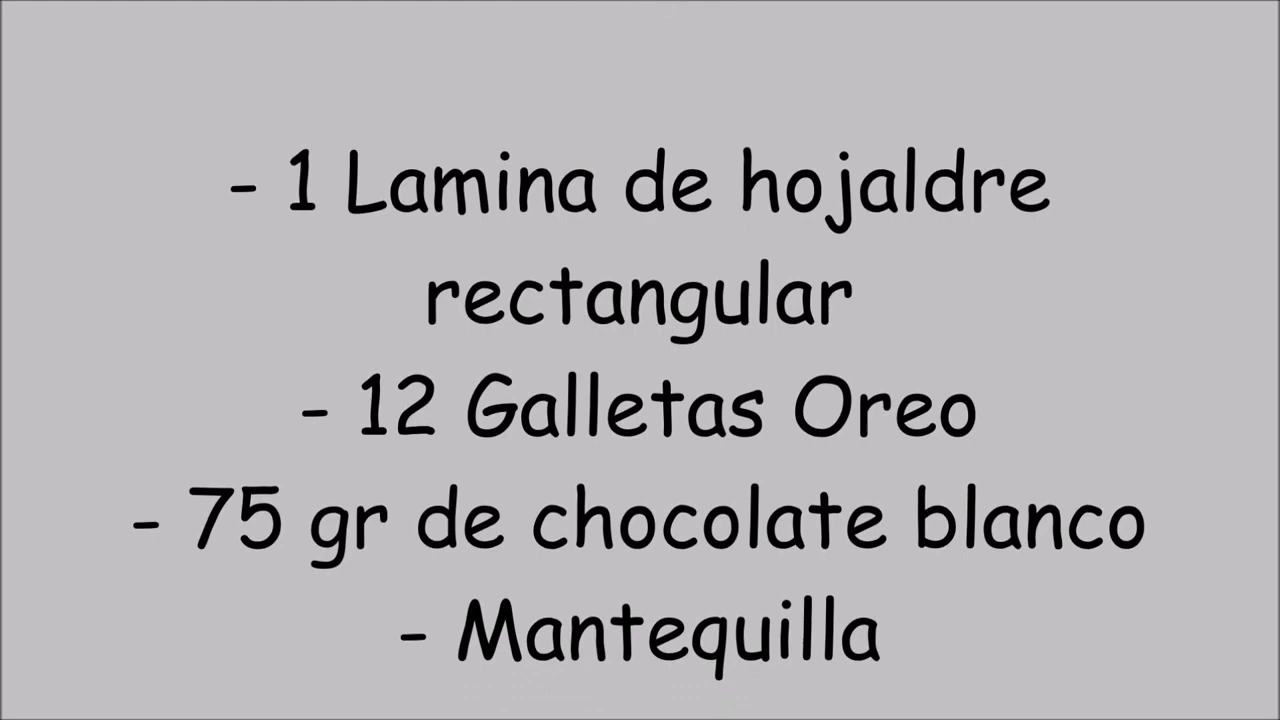 - 1 Lamina de hojaldre
rectangular
- 12 Galletas Oreo
- 75 gr de chocolate blanco
- Mantequilla